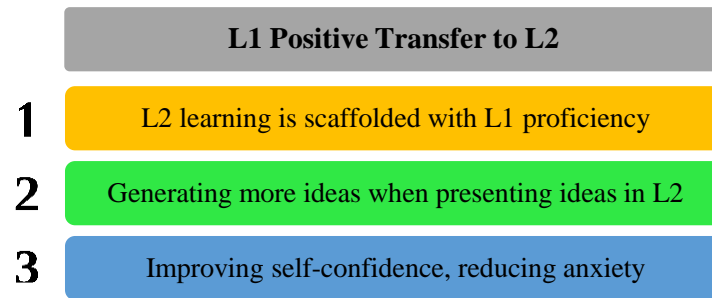 L1 Positive Transfer to L2
1 L2 learning is scaffolded with L1 proficiency
2 Generating more ideas when presenting ideas in L2
3 Improving self-confidence, reducing anxiety